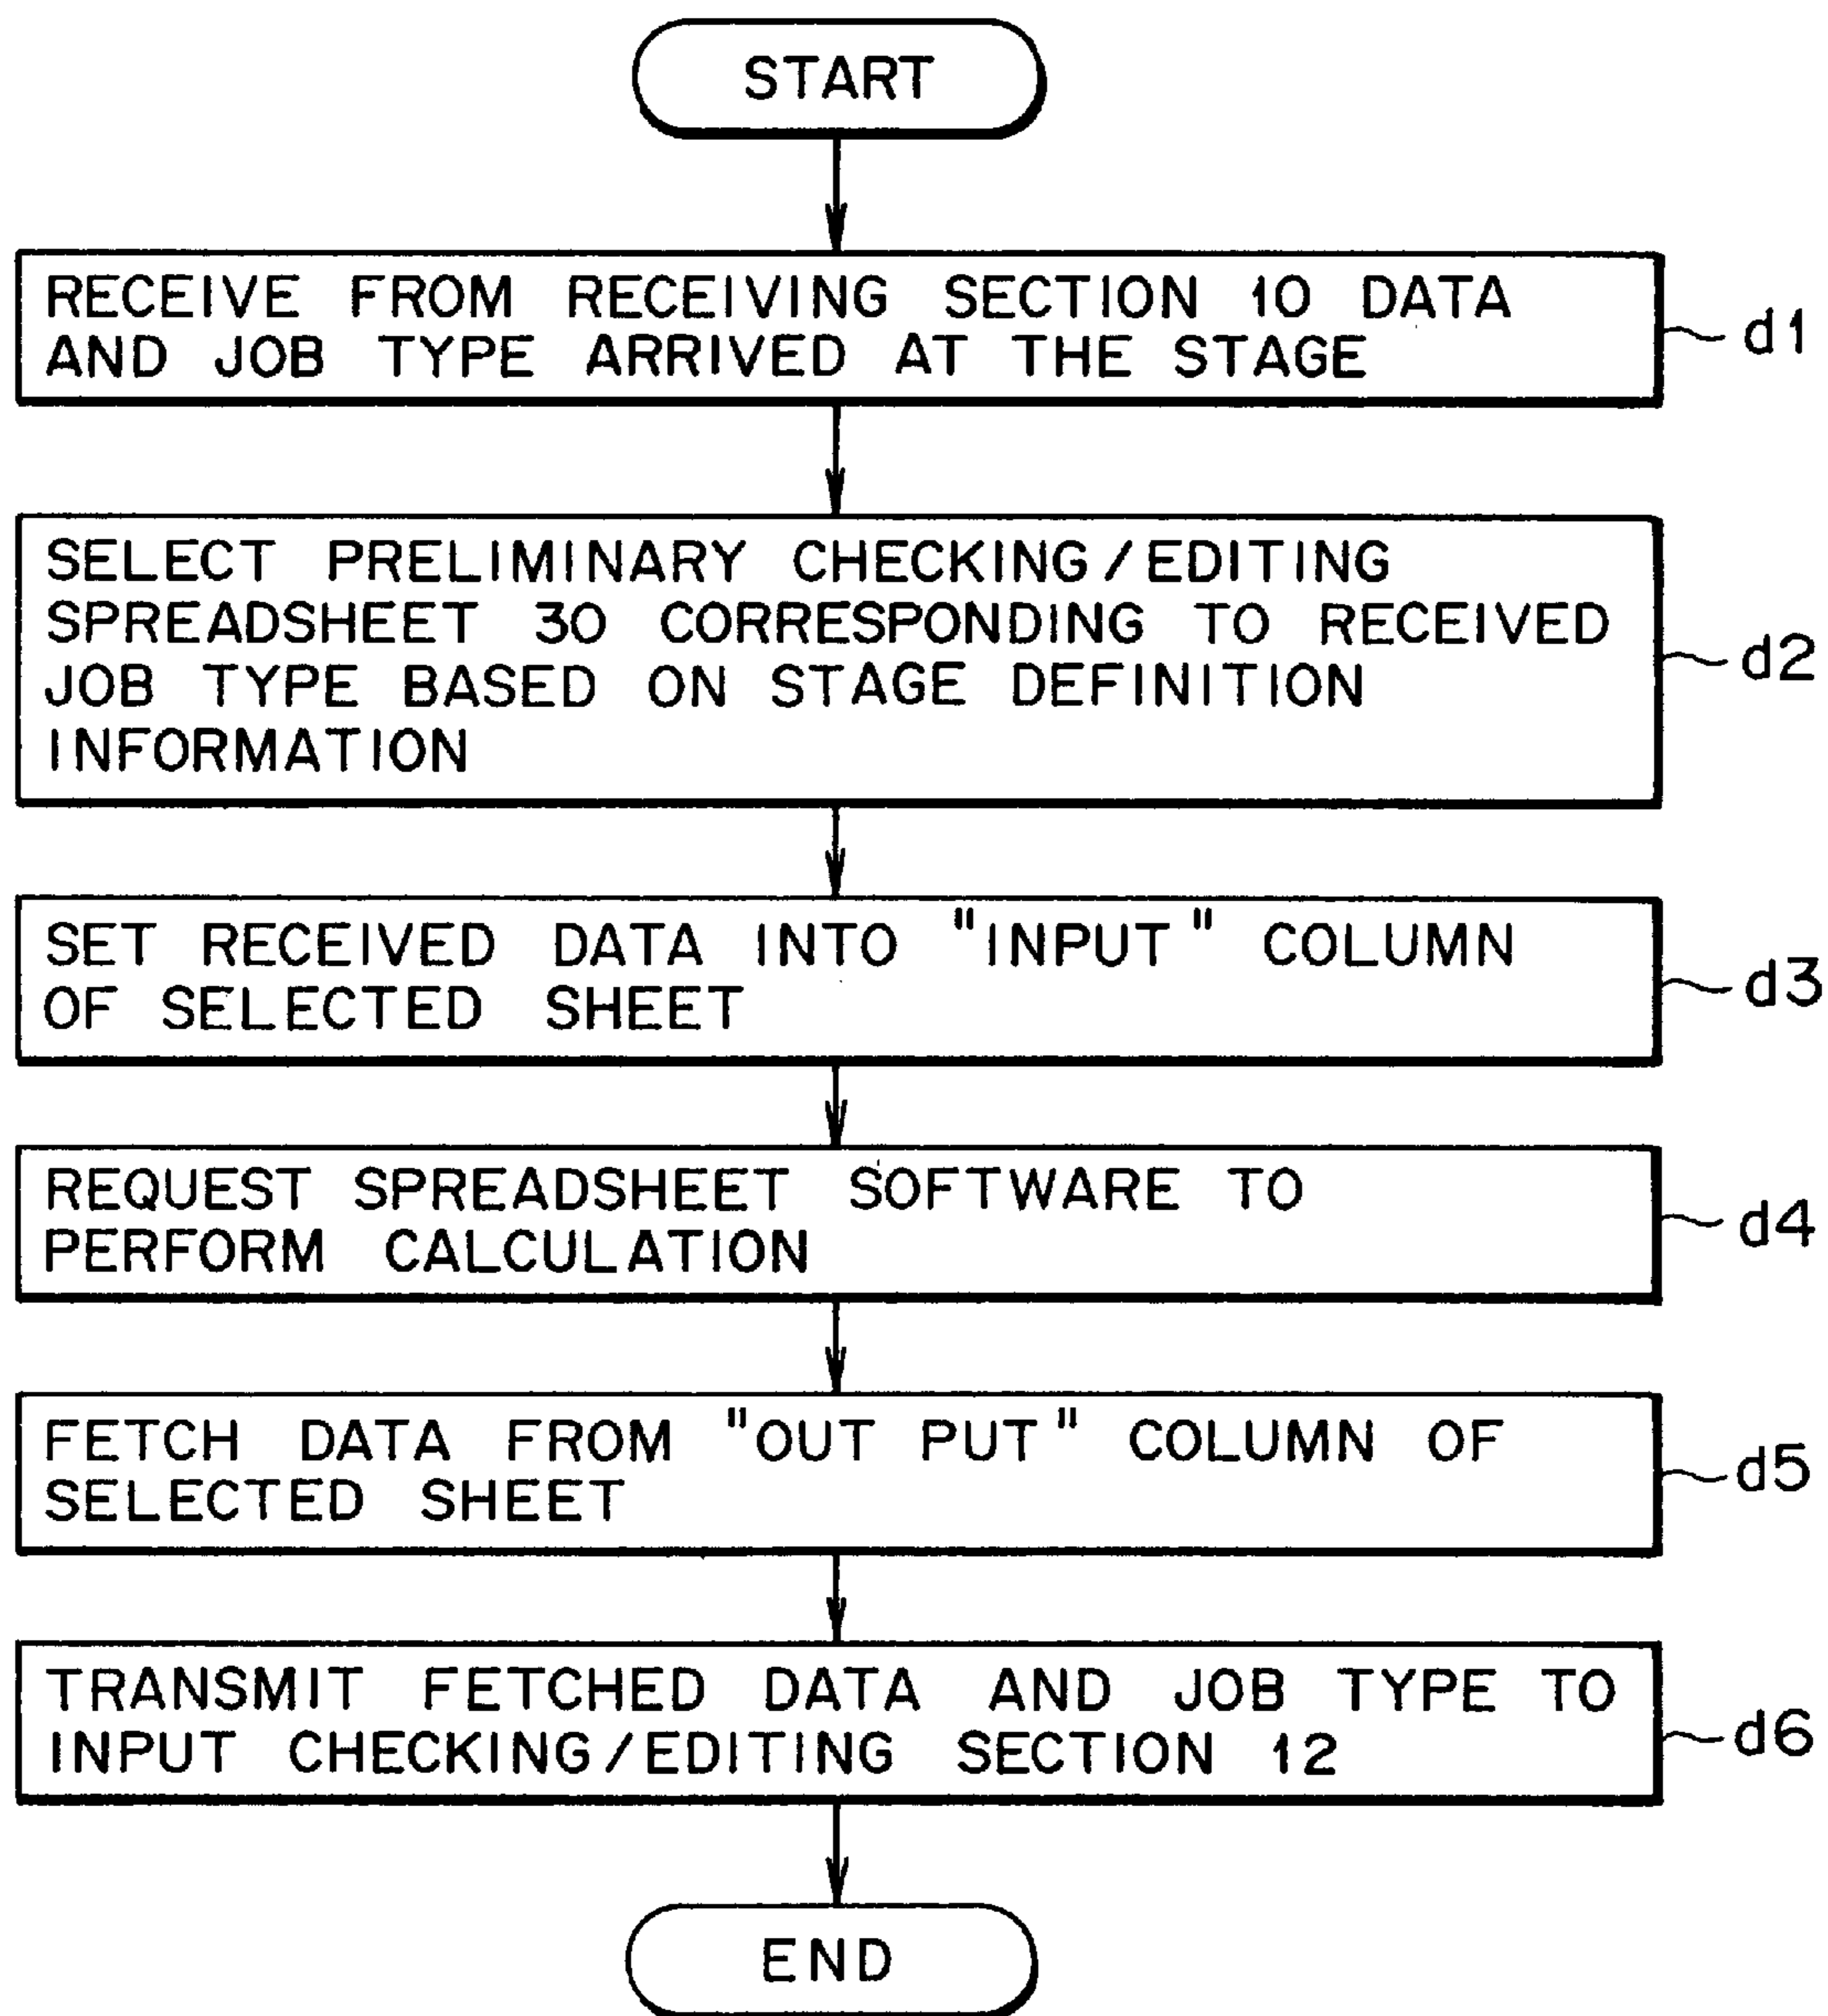 START
RECEIVE FROM RECEIVING SECTION 10 DATA
AND JOB TYPE ARRIVED AT THE STAGE
d1
SELECT PRELIMINARY CHECKING/EDITING
SPREADSHEET 30 CORRESPONDING TO RECEIVED
JOB TYPE BASED ON STAGE DEFINITION
INFORMATION
d2
SET RECEIVED DATA INTO "INPUT" COLUMN
OF SELECTED SHEET
d3
REQUEST SPREADSHEET SOFTWARE TO
PERFORM CALCULATION
d4
FETCH DATA FROM "OUT PUT" COLUMN OF
SELECTED SHEET
d5
TRANSMIT FETCHED DATA AND JOB TYPE TO
INPUT CHECKING/EDITING SECTION 12
d6
END